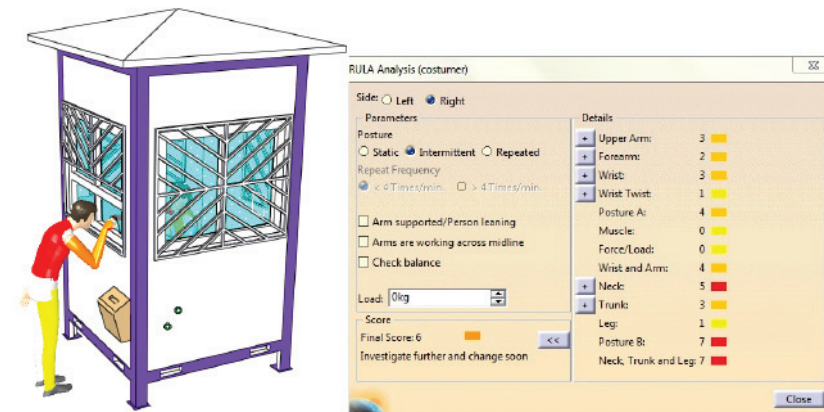 RULA Analysis (costumer)
Side: Left Right
Parameters
Posture
Static Intermittent Repeated
Repeat Frequency
< 4 Times/min. > 4 Times/min.
Arm supported/Person leaning
Arms are working across midline
Check balance
Load: 0kg
Score
Final Score: 6
<<
Investigate further and change soon
Details
+ Upper Arm: 3
+ Forearm: 2
+ Wrist: 3
+ Wrist Twist: 1
Posture A: 4
Muscle: 0
Force/Load: 0
Wrist and Arm: 4
+ Neck: 5
+ Trunk: 3
Leg: 1
Posture B: 7
Neck, Trunk and Leg: 7
Close